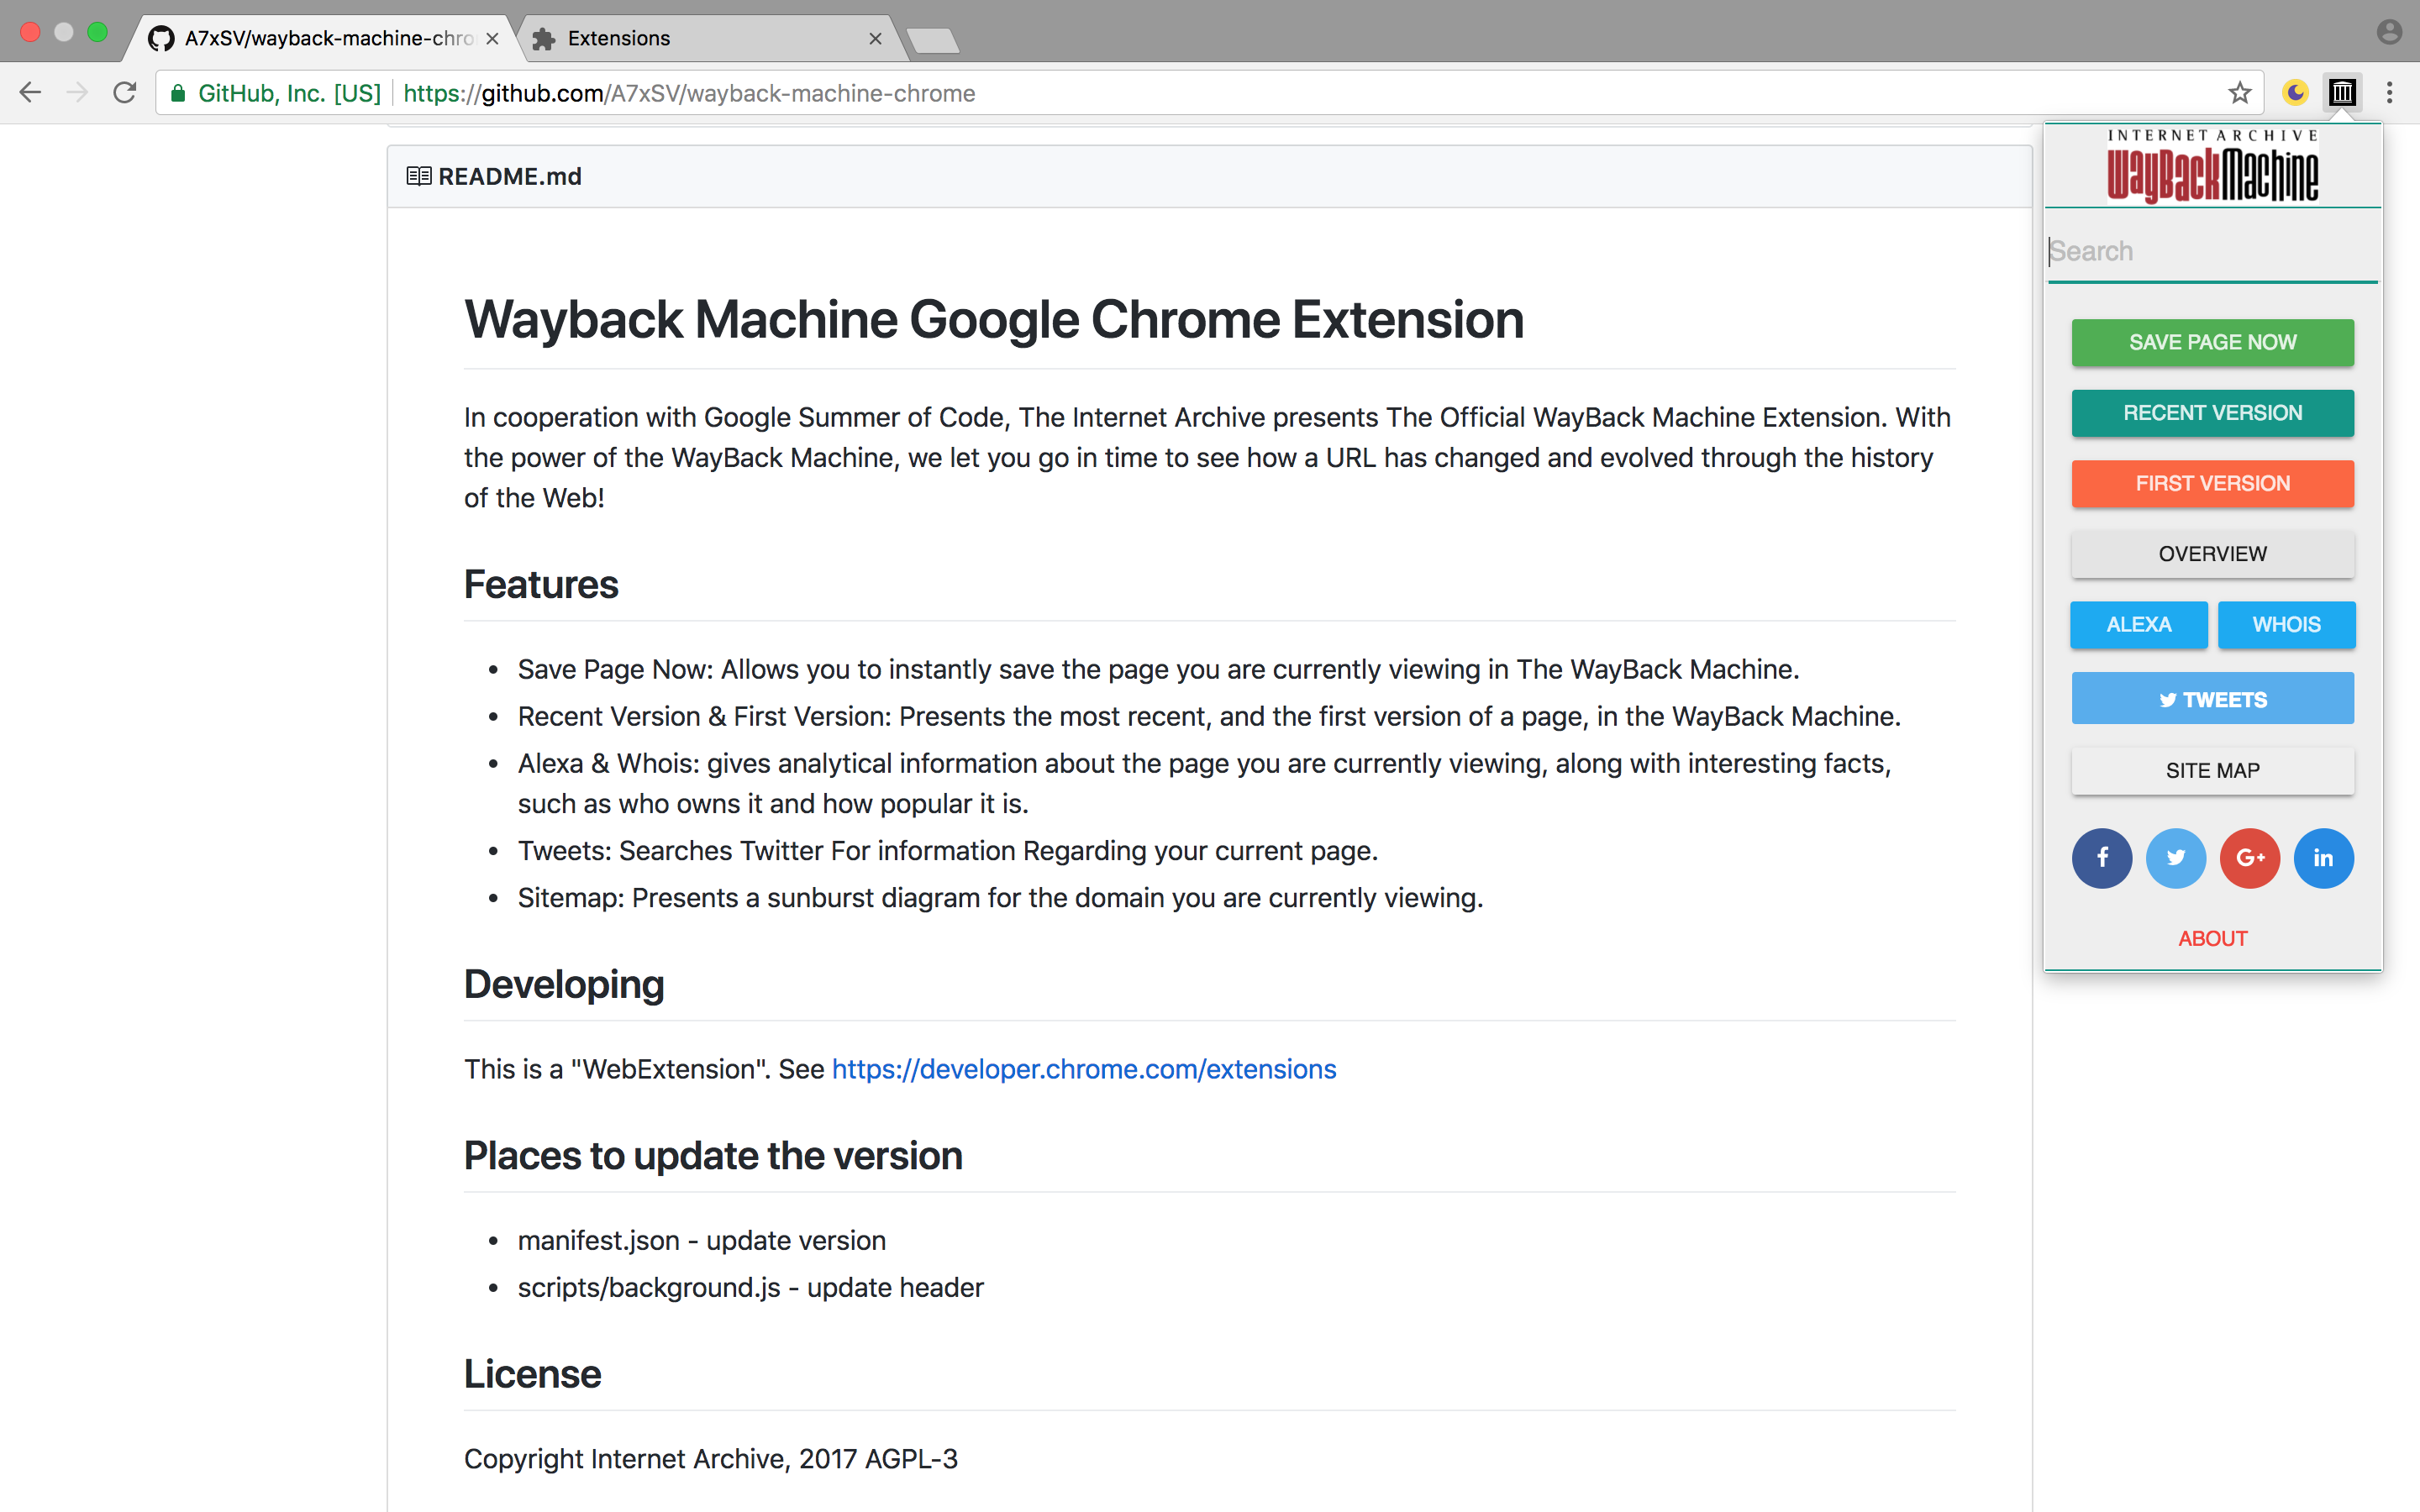 A7xSV/wayback-machine-chro
Extensions
GitHub, Inc. [US] https://github.com/A7xSV/wayback-machine-chrome
README.md
Wayback Machine Google Chrome Extension
In cooperation with Google Summer of Code, The Internet Archive presents The Official WayBack Machine Extension. With
the power of the WayBack Machine, we let you go in time to see how a URL has changed and evolved through the history
of the Web!
Features
• Save Page Now: Allows you to instantly save the page you are currently viewing in The WayBack Machine.
• Recent Version & First Version: Presents the most recent, and the first version of a page, in the WayBack Machine.
• Alexa & Whois: gives analytical information about the page you are currently viewing, along with interesting facts,
such as who owns it and how popular it is.
• Tweets: Searches Twitter For information Regarding your current page.
• Sitemap: Presents a sunburst diagram for the domain you are currently viewing.
Developing
This is a "WebExtension". See https://developer.chrome.com/extensions
Places to update the version
• manifest.json - update version
• scripts/background.js - update header
License
Copyright Internet Archive, 2017 AGPL-3
INTERNET ARCHIVE
WayBackMachine
Search
SAVE PAGE NOW
RECENT VERSION
FIRST VERSION
OVERVIEW
ALEXA WHOIS
TWEETS
SITE MAP
f G+ in
ABOUT